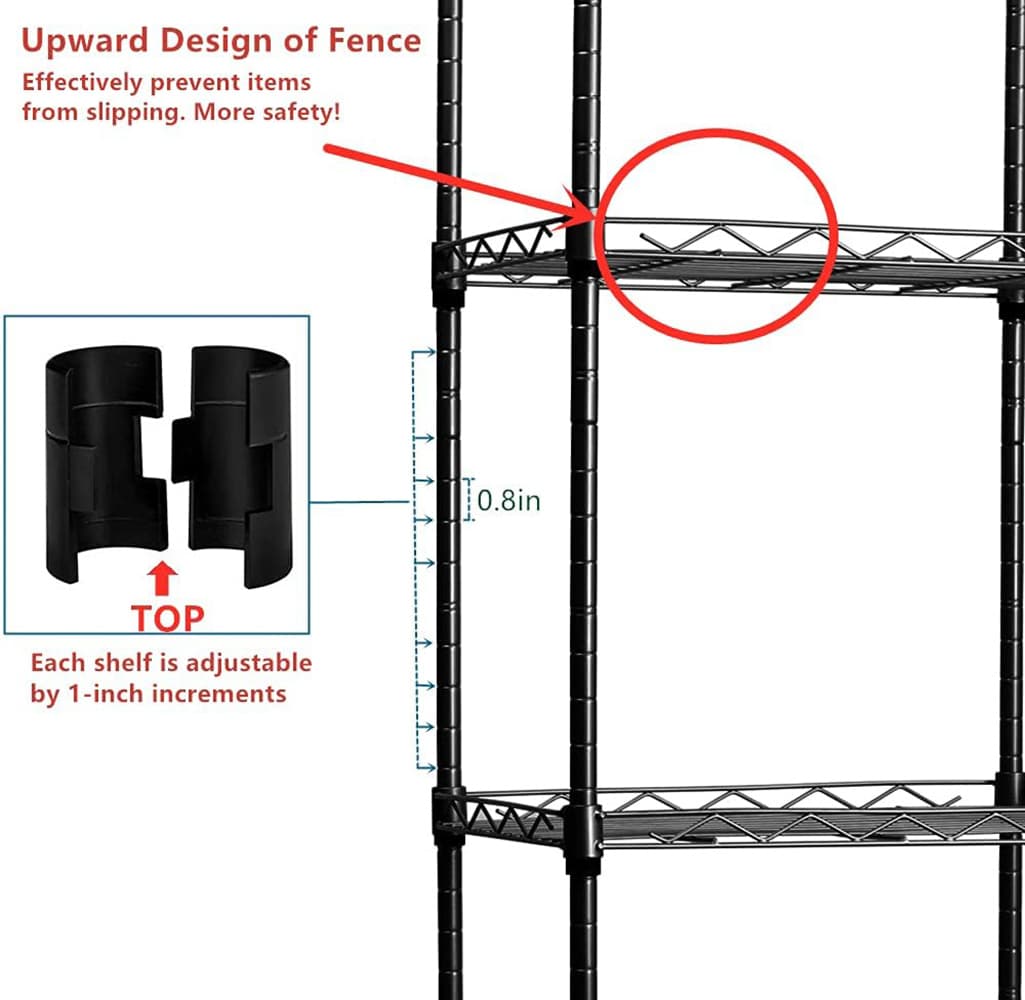 Upward Design of Fence
Effectively prevent items
from slipping. More safety!
0.8in
TOP
Each shelf is adjustable
by 1-inch increments